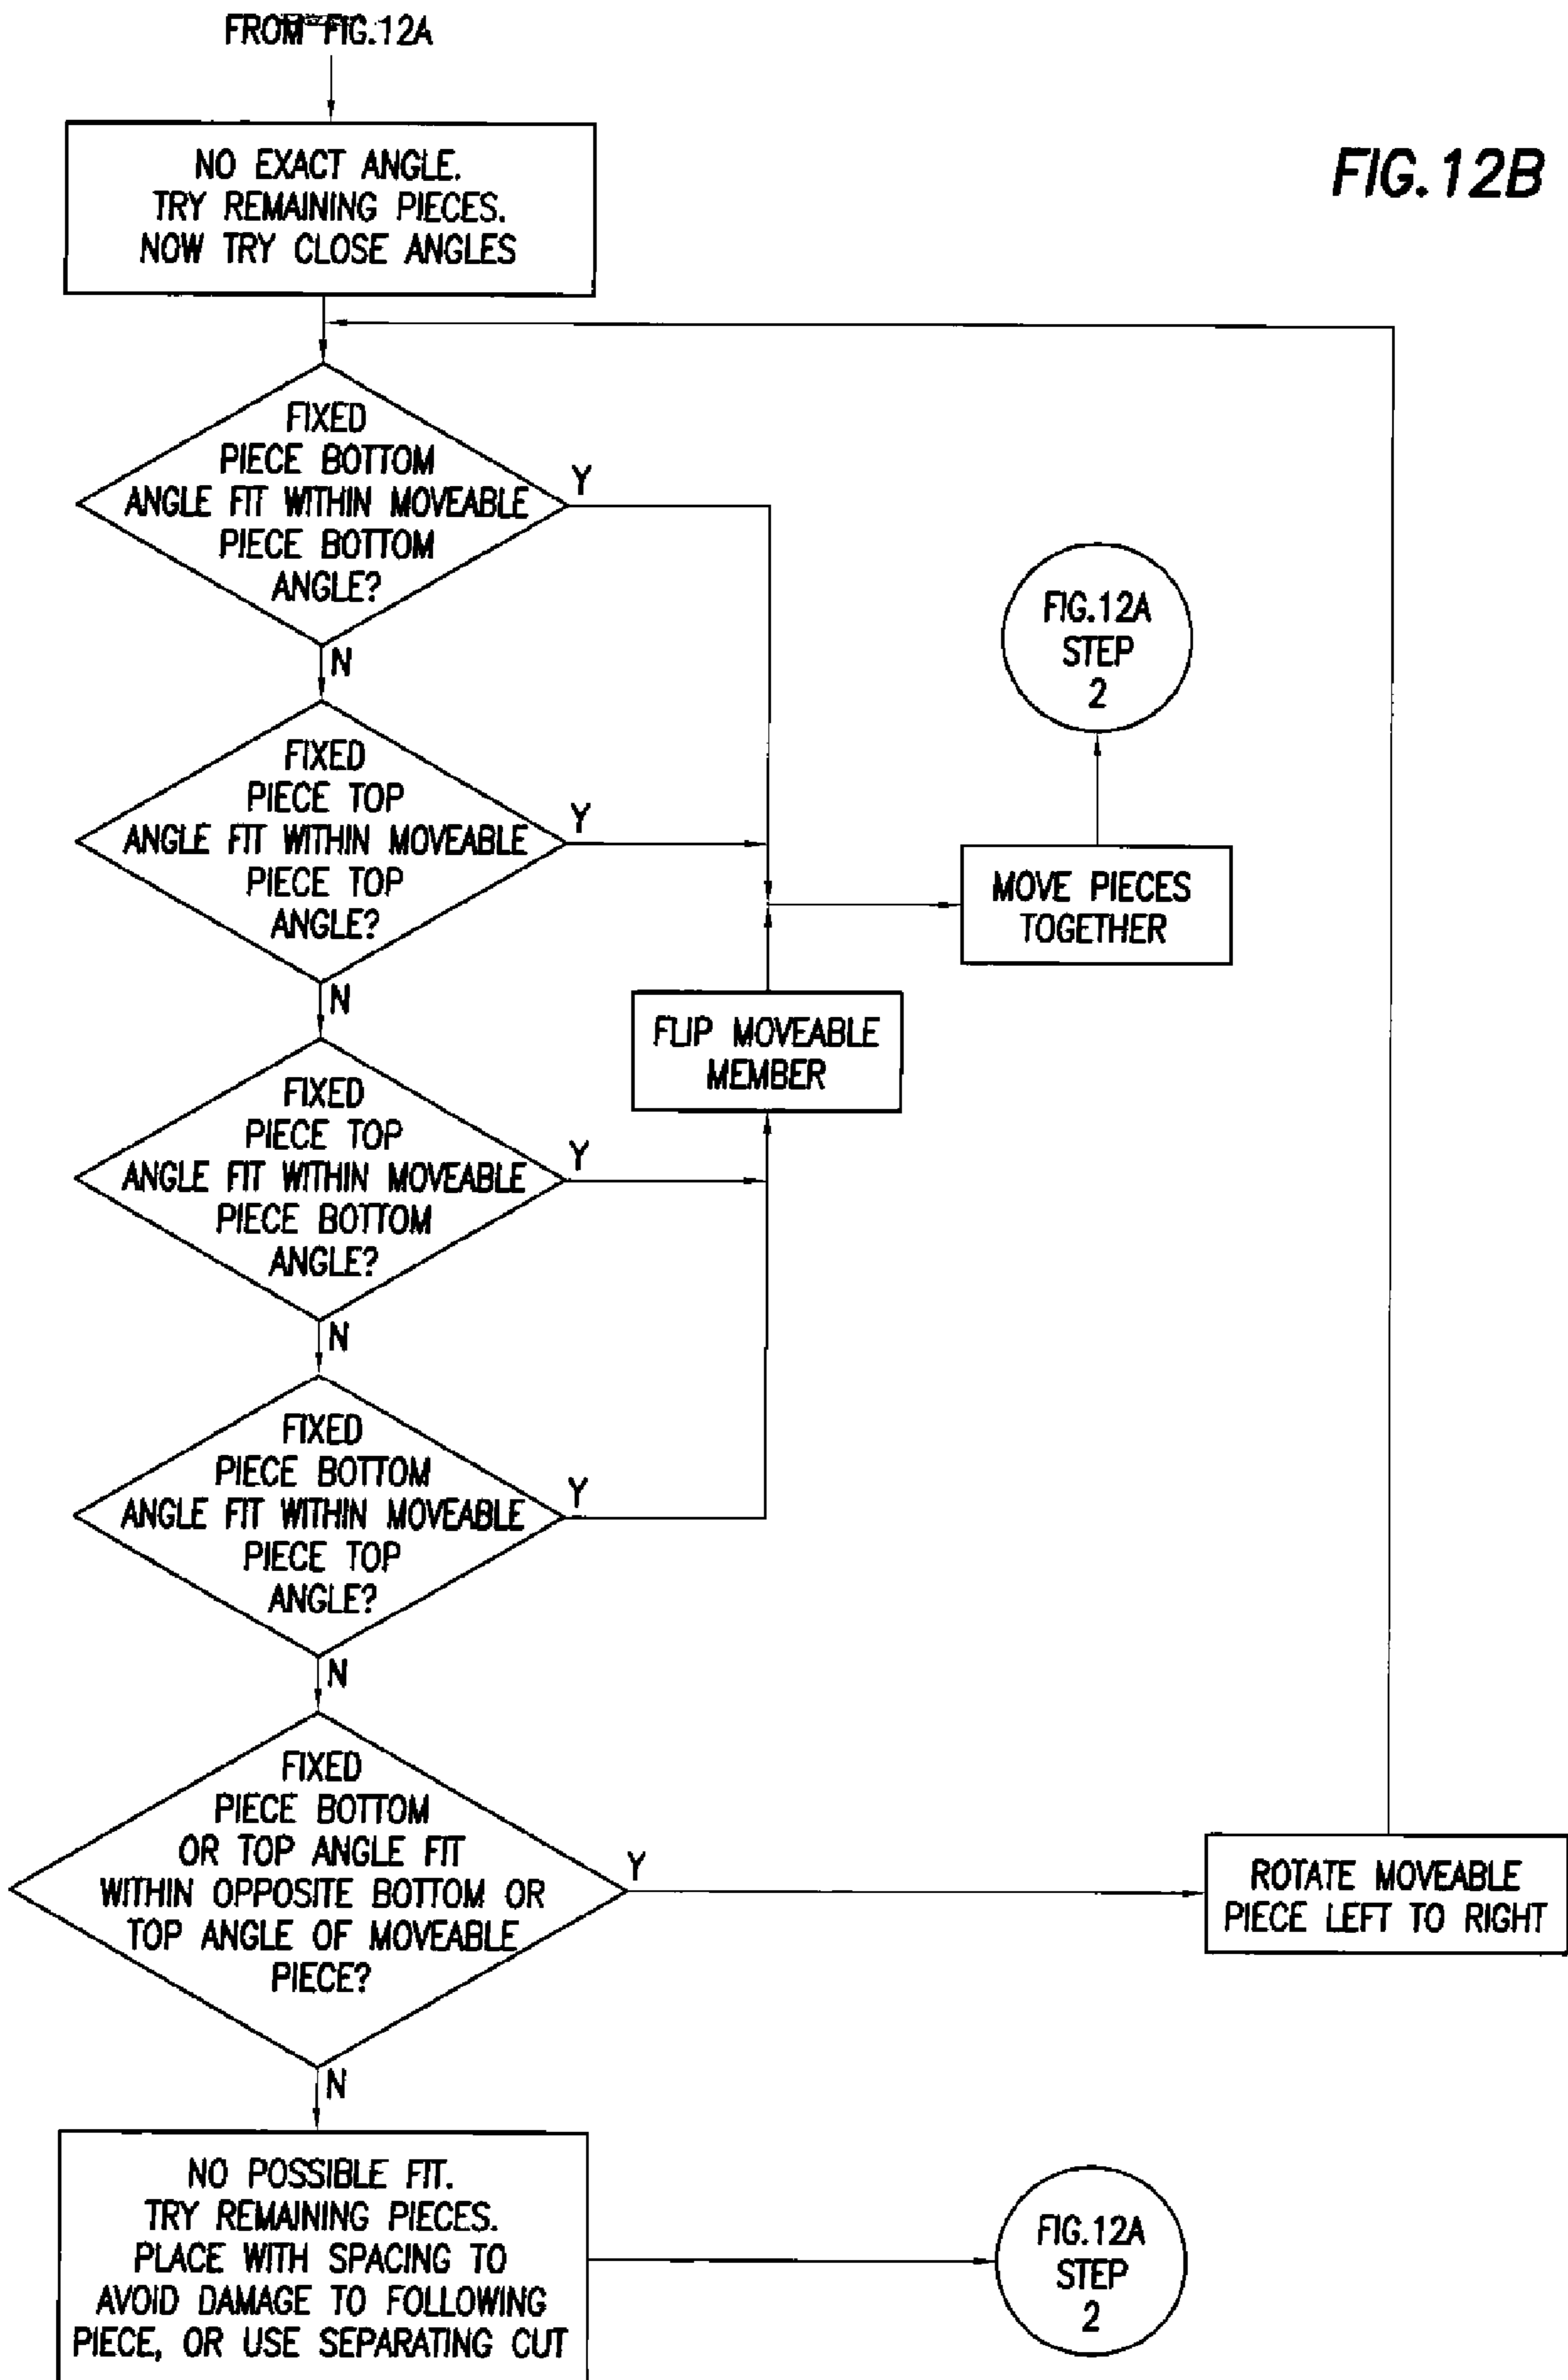 FROM FIG.12A
FIG.12B
NO EXACT ANGLE.
TRY REMAINING PIECES.
NOW TRY CLOSE ANGLES
FIXED
PIECE BOTTOM
ANGLE FIT WITHIN MOVEABLE
PIECE BOTTOM
ANGLE?
Y
N
FIG.12A
STEP
2
FIXED
PIECE TOP
ANGLE FIT WITHIN MOVEABLE
PIECE TOP
ANGLE?
Y
N
MOVE PIECES
TOGETHER
FLIP MOVEABLE
MEMBER
FIXED
PIECE TOP
ANGLE FIT WITHIN MOVEABLE
PIECE BOTTOM
ANGLE?
Y
N
FIXED
PIECE BOTTOM
ANGLE FIT WITHIN MOVEABLE
PIECE TOP
ANGLE?
Y
N
FIXED
PIECE BOTTOM
OR TOP ANGLE FIT
WITHIN OPPOSITE BOTTOM OR
TOP ANGLE OF MOVEABLE
PIECE?
Y
N
ROTATE MOVEABLE
PIECE LEFT TO RIGHT
NO POSSIBLE FIT.
TRY REMAINING PIECES.
PLACE WITH SPACING TO
AVOID DAMAGE TO FOLLOWING
PIECE, OR USE SEPARATING CUT
FIG.12A
STEP
2